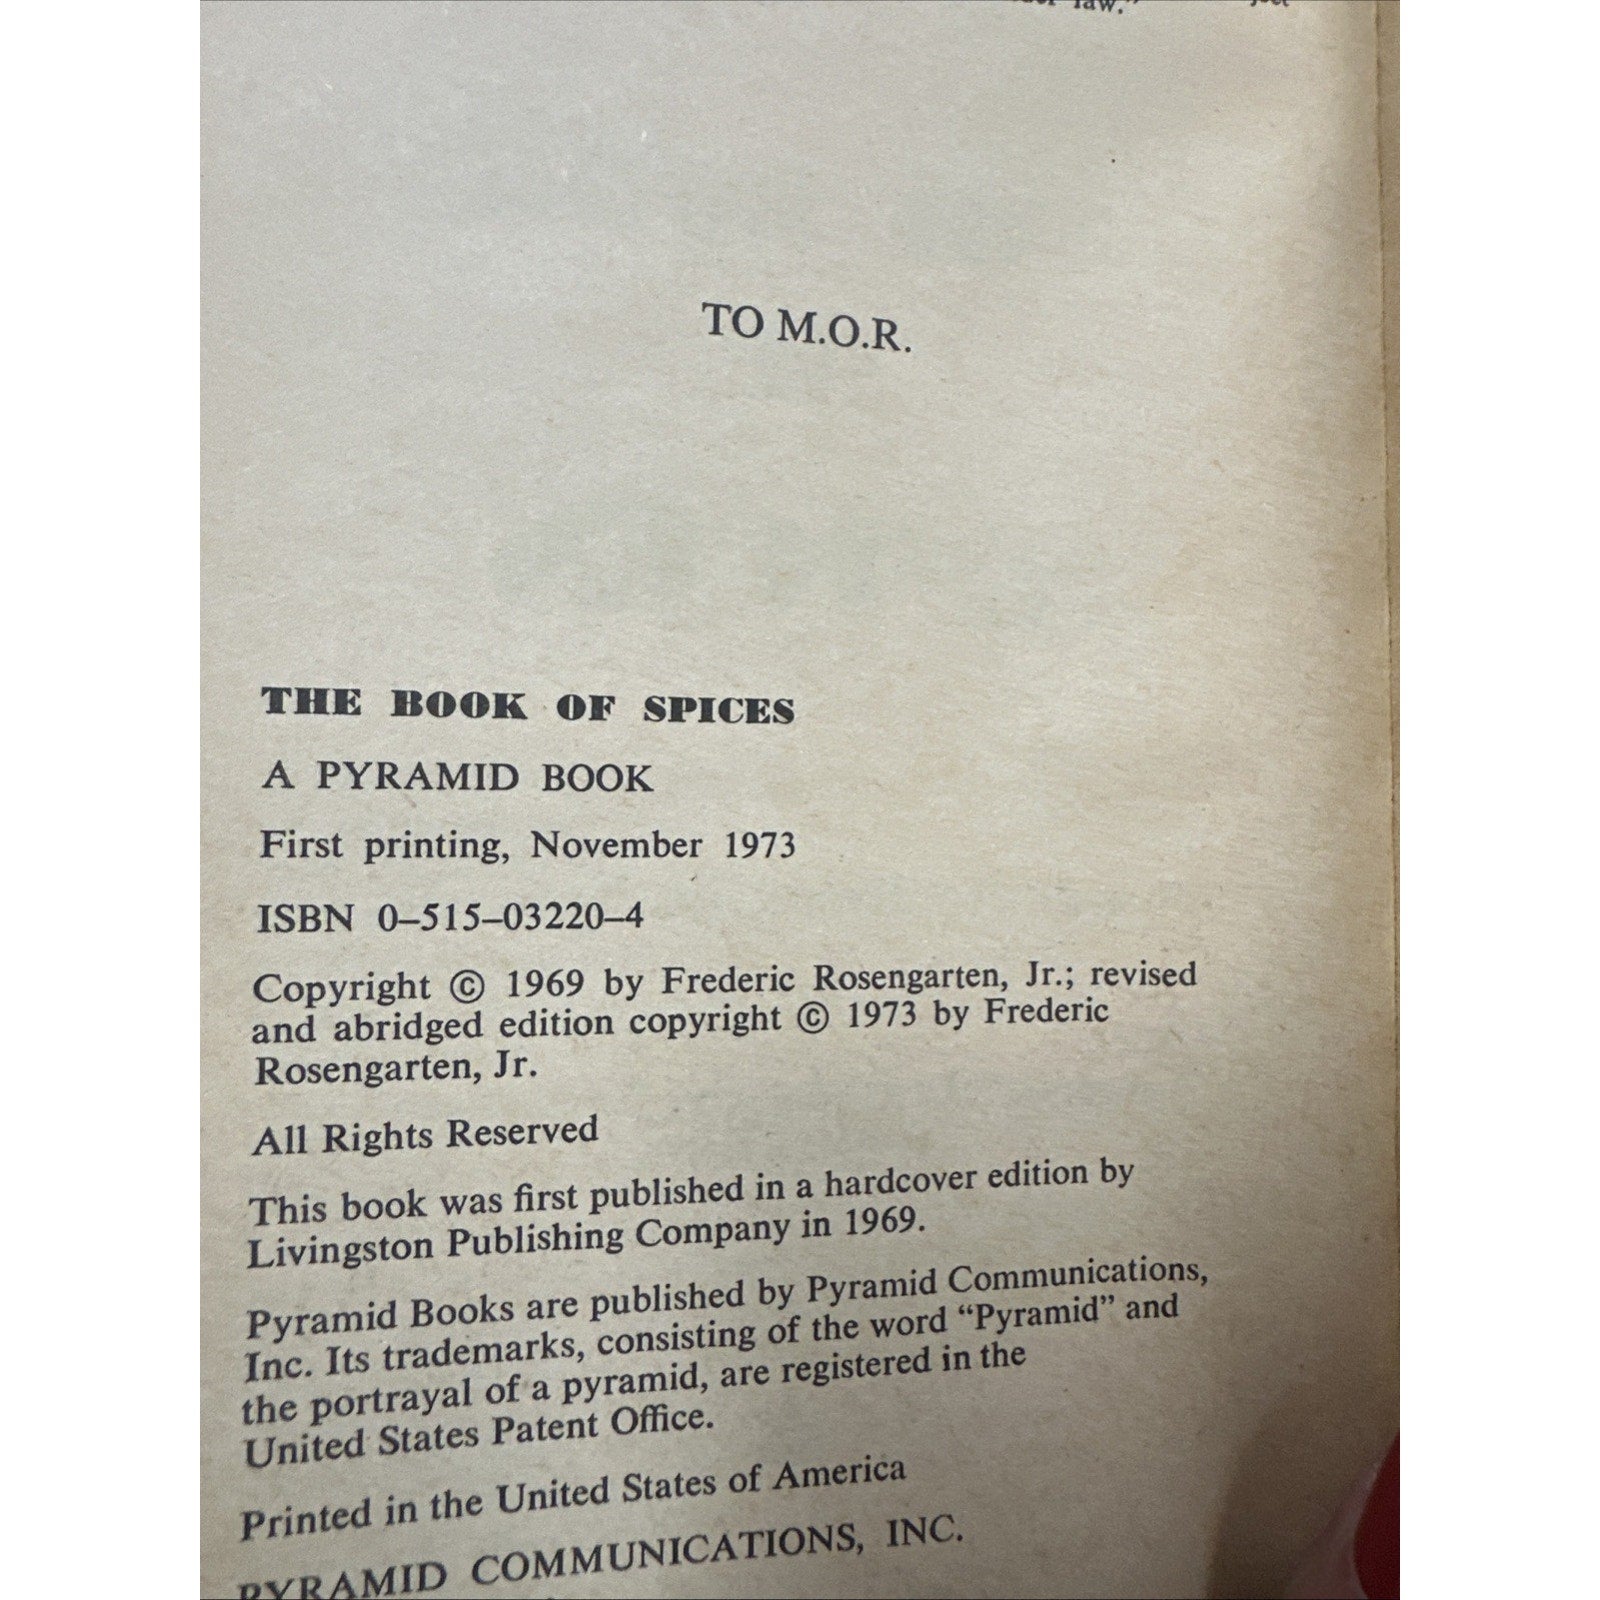 law."
TO M.O.R.
THE BOOK OF SPICES
A PYRAMID BOOK
First printing, November 1973
ISBN 0–515–03220–4
Copyright © 1969 by Frederic Rosengarten, Jr.; revised
and abridged edition copyright © 1973 by Frederic
Rosengarten, Jr.
All Rights Reserved
This book was first published in a hardcover edition by
Livingston Publishing Company in 1969.
Pyramid Books are published by Pyramid Communications,
Inc. Its trademarks, consisting of the word “Pyramid” and
the portrayal of a pyramid, are registered in the
United States Patent Office.
Printed in the United States of America
PYRAMID COMMUNICATIONS, INC.